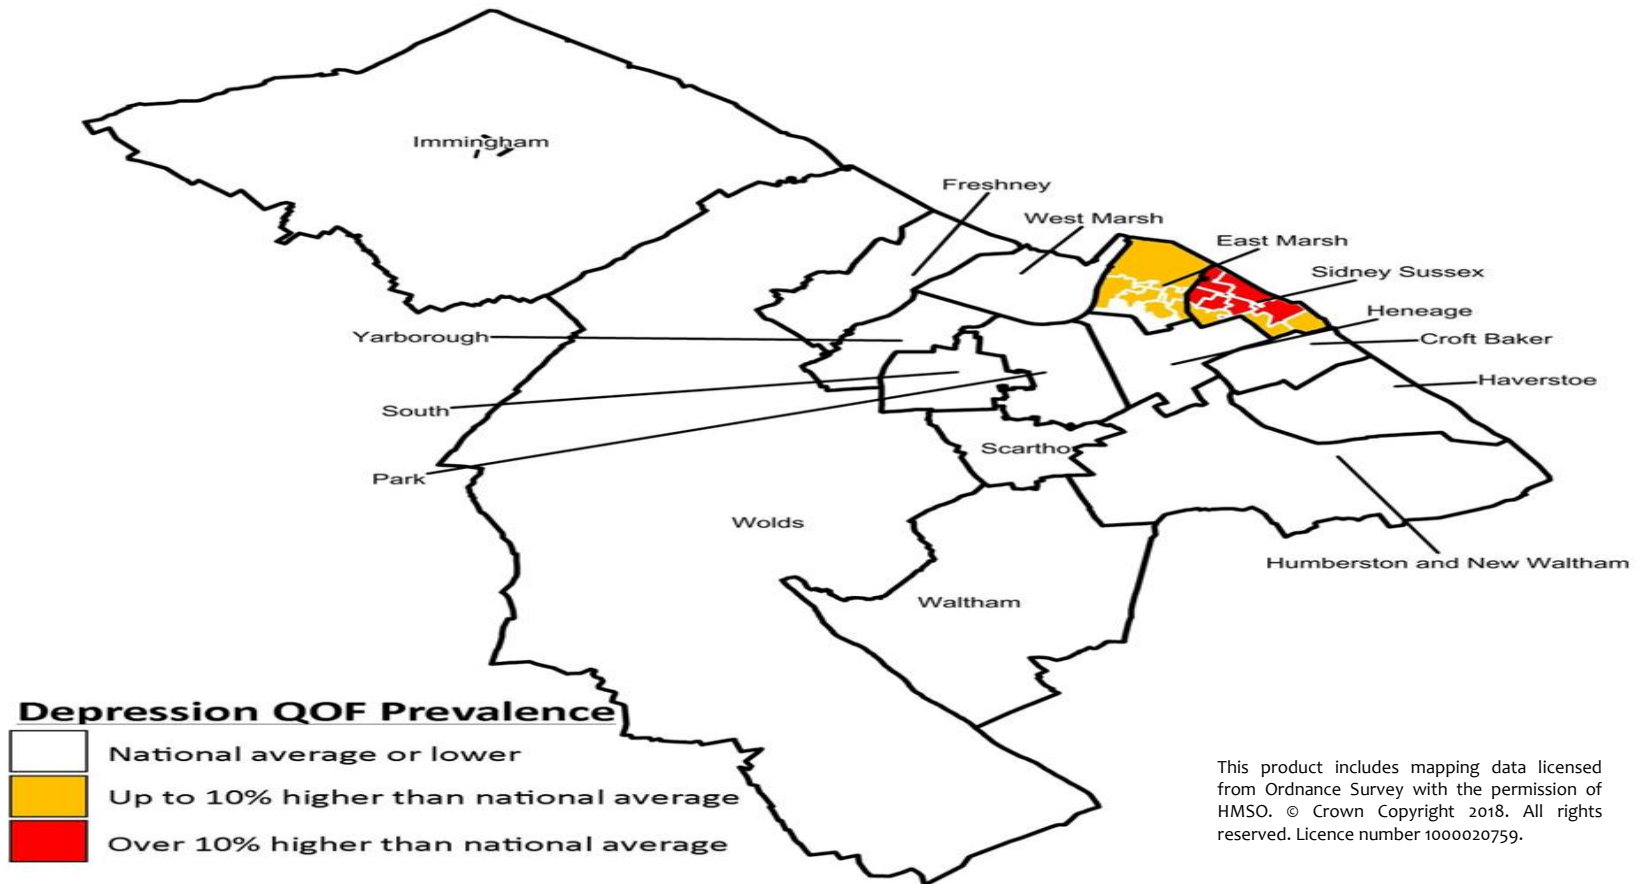 Immingham
Freshney
West Marsh
East Marsh
Sidney Sussex
Heneage
Croft Baker
Haverstoe
Yarborough
South
Park
Scartho
Wolds
Waltham
Humberston and New Waltham
Depression QOF Prevalence
National average or lower
Up to 10% higher than national average
Over 10% higher than national average
This product includes mapping data licensed
from Ordnance Survey with the permission of
HMSO. © Crown Copyright 2018. All rights
reserved. Licence number 1000020759.